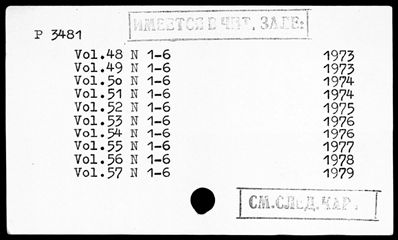 ИМЕЕТСЯ В ЧИТ. ЗАЛЕ.
P 3481
Vol.48 N 1-6 1973
Vol.49 N 1-6 1973
Vol.5o N 1-6 1974
Vol.51 N 1-6 1974
Vol.52 N 1-6 1975
Vol.53 N 1-6 1976
Vol.54 N 1-6 1976
Vol.55 N 1-6 1977
Vol.56 N 1-6 1978
Vol.57 N 1-6 1979
СМ.СЛЕД.КАР.